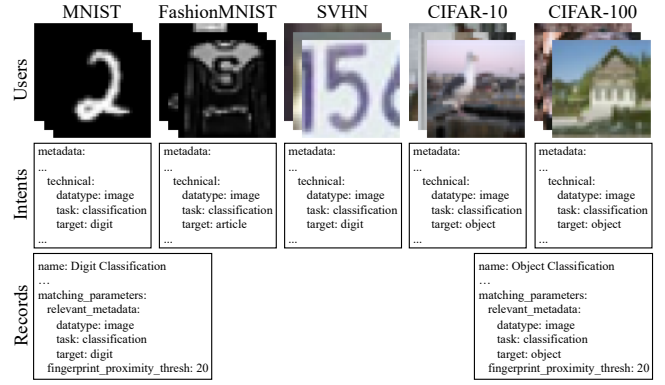 MNIST FashionMNIST SVHN CIFAR-10 CIFAR-100
Users
S
156
Intents
metadata:
...
technical:
datatype: image
task: classification
target: digit
...
metadata:
...
technical:
datatype: image
task: classification
target: article
...
metadata:
...
technical:
datatype: image
task: classification
target: digit
...
metadata:
...
technical:
datatype: image
task: classification
target: object
...
metadata:
...
technical:
datatype: image
task: classification
target: object
...
Records
name: Digit Classification
…
matching_parameters:
relevant_metadata:
datatype: image
task: classification
target: digit
fingerprint_proximity_thresh: 20
name: Object Classification
…
matching_parameters:
relevant_metadata:
datatype: image
task: classification
target: object
fingerprint_proximity_thresh: 20